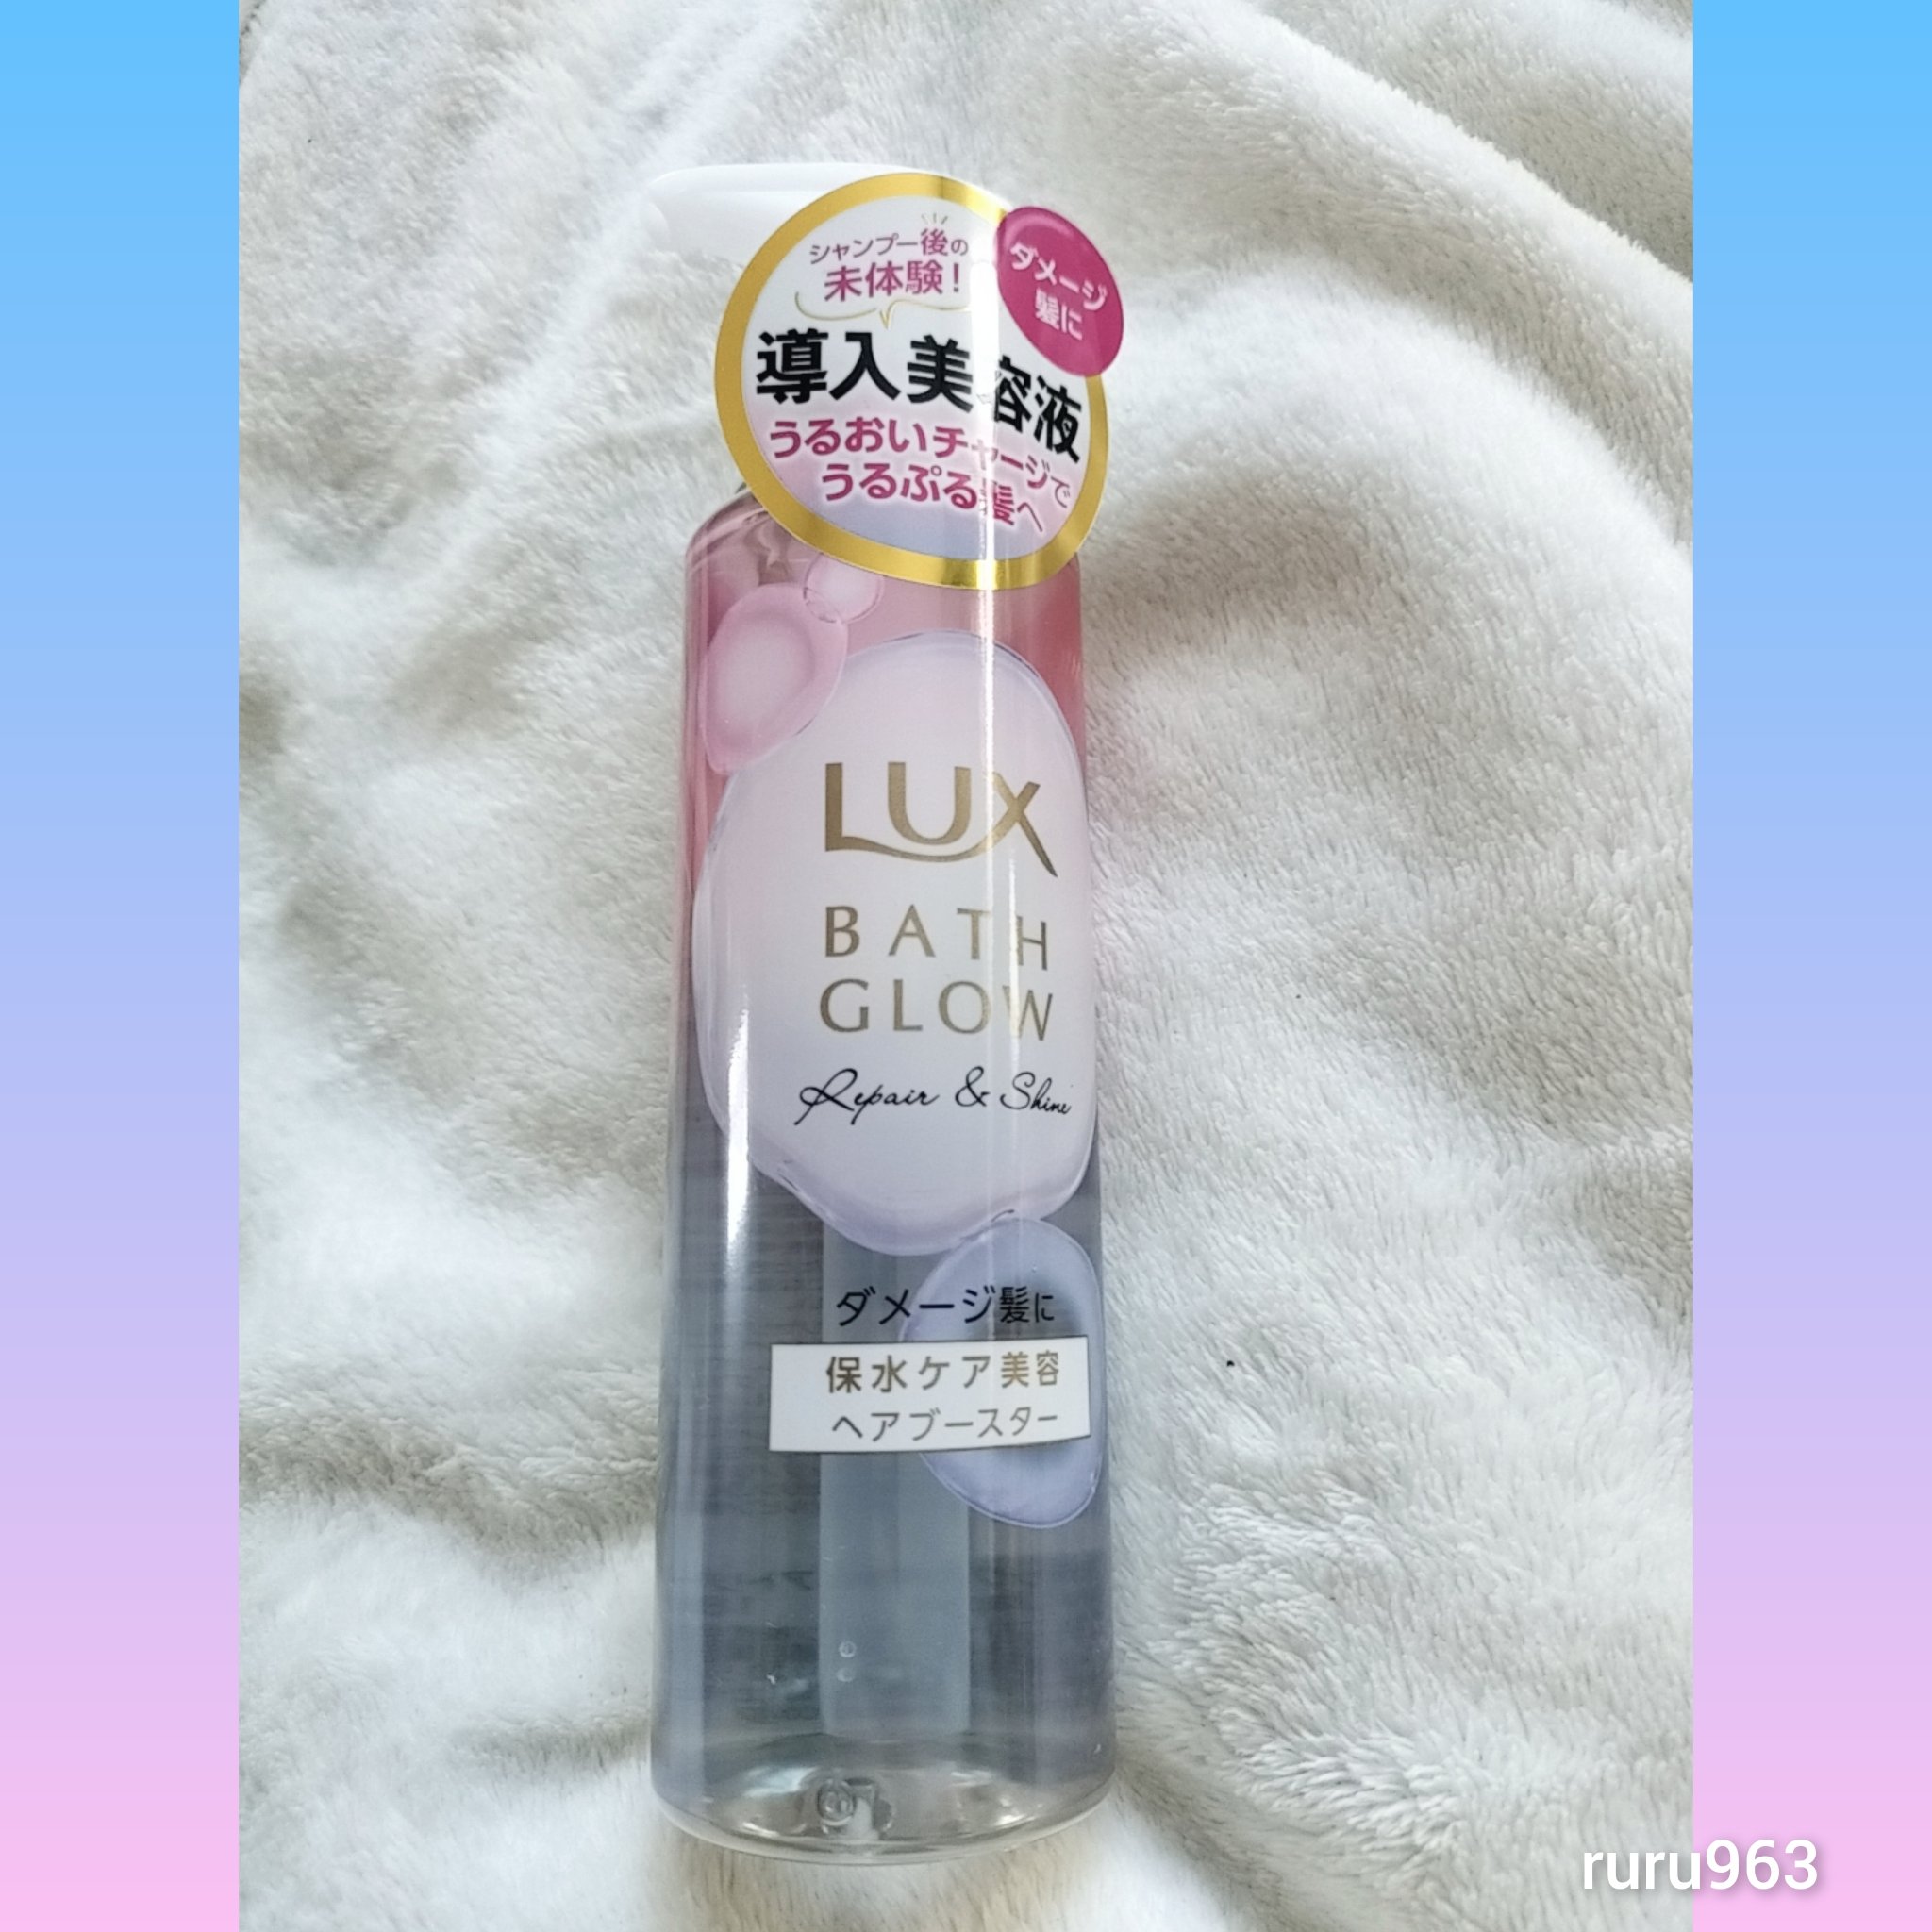 シャンプー後の
未体験!
ダメージ
髪に
導入美容液
うるおいチャージで
うるぷる髪へ
LUX
BATH
GLOW
Repair & Shine
ダメージ髪に
保水ケア美容
ヘアブースター
ruru963